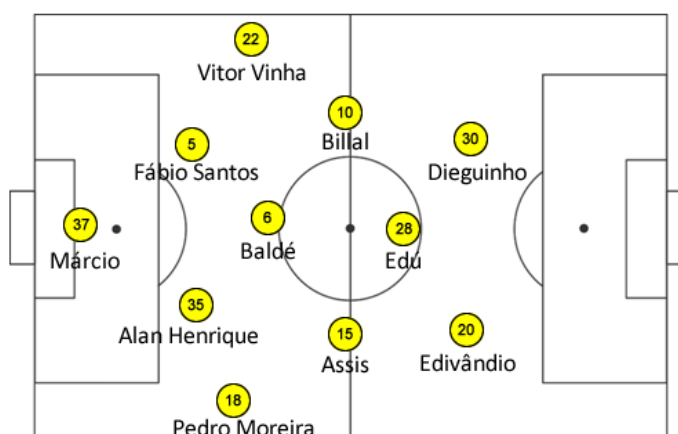 22
Vitor Vinha
10
Billal
5
Fábio Santos
30
Dieguinho
6
Baldé
37
Márcio
28
Edú
35
Alan Henrique
15
Assis
20
Edivândio
18
Pedro Moreira